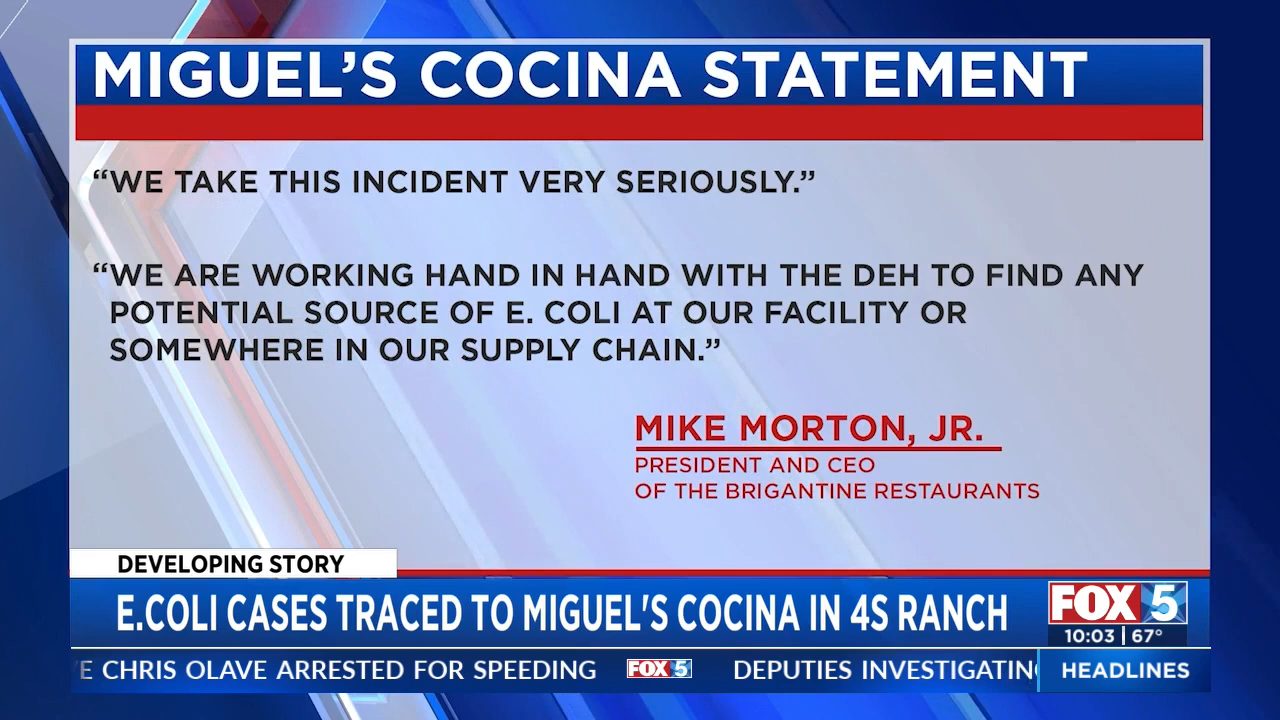 MIGUEL'S COCINA STATEMENT
“WE TAKE THIS INCIDENT VERY SERIOUSLY.”
“WE ARE WORKING HAND IN HAND WITH THE DEH TO FIND ANY
POTENTIAL SOURCE OF E. COLI AT OUR FACILITY OR
SOMEWHERE IN OUR SUPPLY CHAIN.”
MIKE MORTON, JR.
PRESIDENT AND CEO
OF THE BRIGANTINE RESTAURANTS
DEVELOPING STORY
E.COLI CASES TRACED TO MIGUEL'S COCINA IN 4S RANCH
FOX 5
10:03 | 67°
CHRIS OLAVE ARRESTED FOR SPEEDING FOX 5 DEPUTIES INVESTIGATING HEADLINES